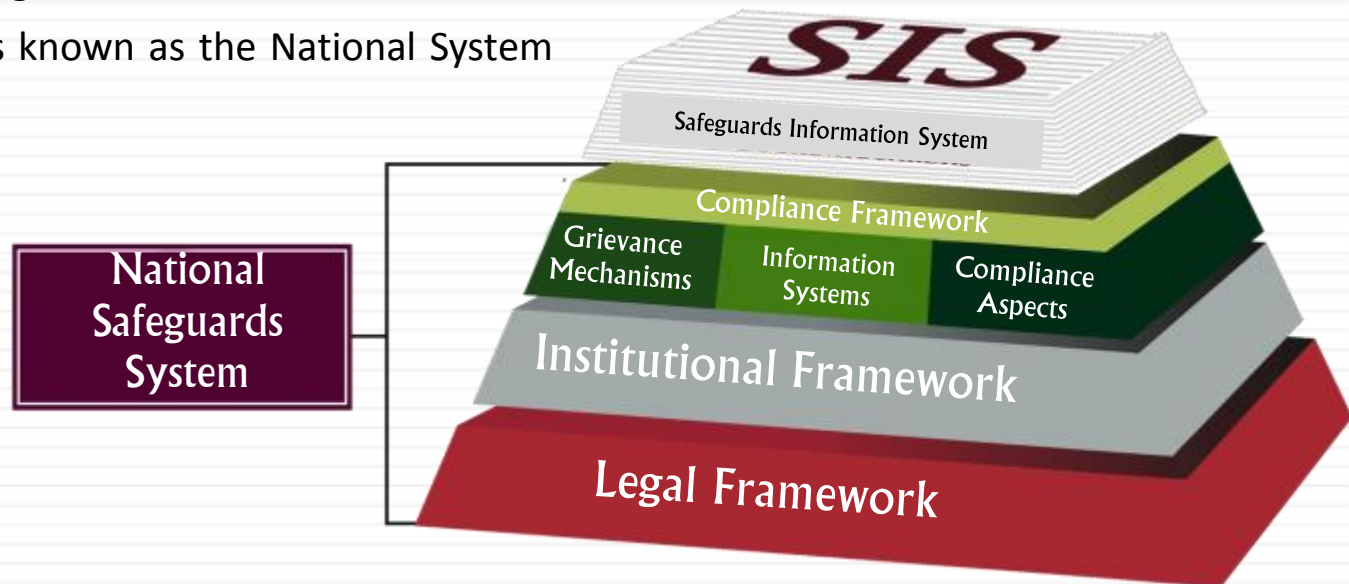 s known as the National System
SIS
Safeguards Information System
Compliance Framework
Grievance
Mechanisms
Information
Systems
Compliance
Aspects
National
Safeguards
System
Institutional Framework
Legal Framework